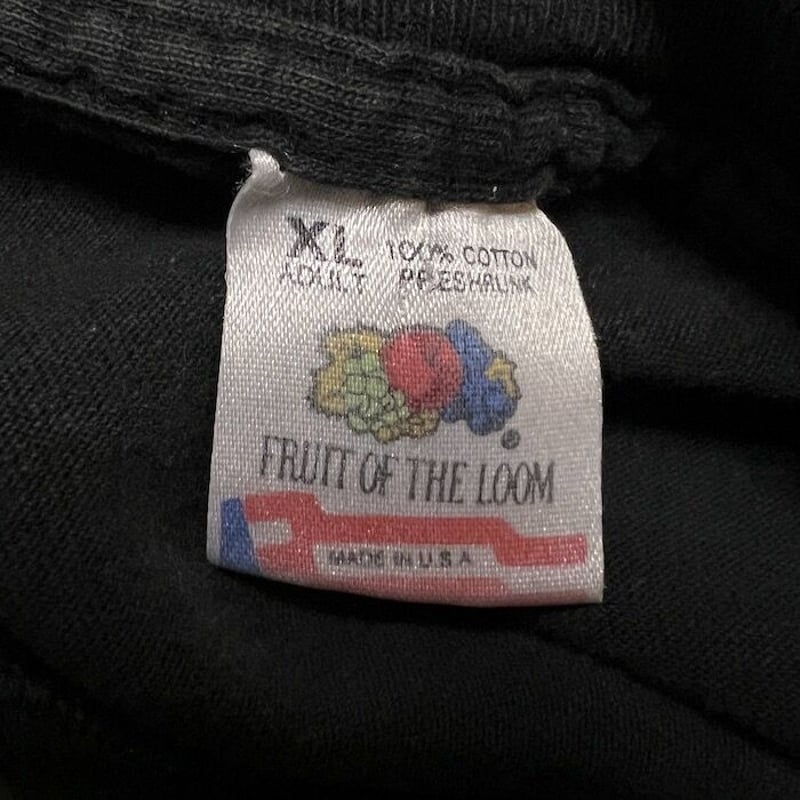 XL 100% COTTON
ADULT PRESHRUNK
®
FRUIT OF THE LOOM
MADE IN U.S.A